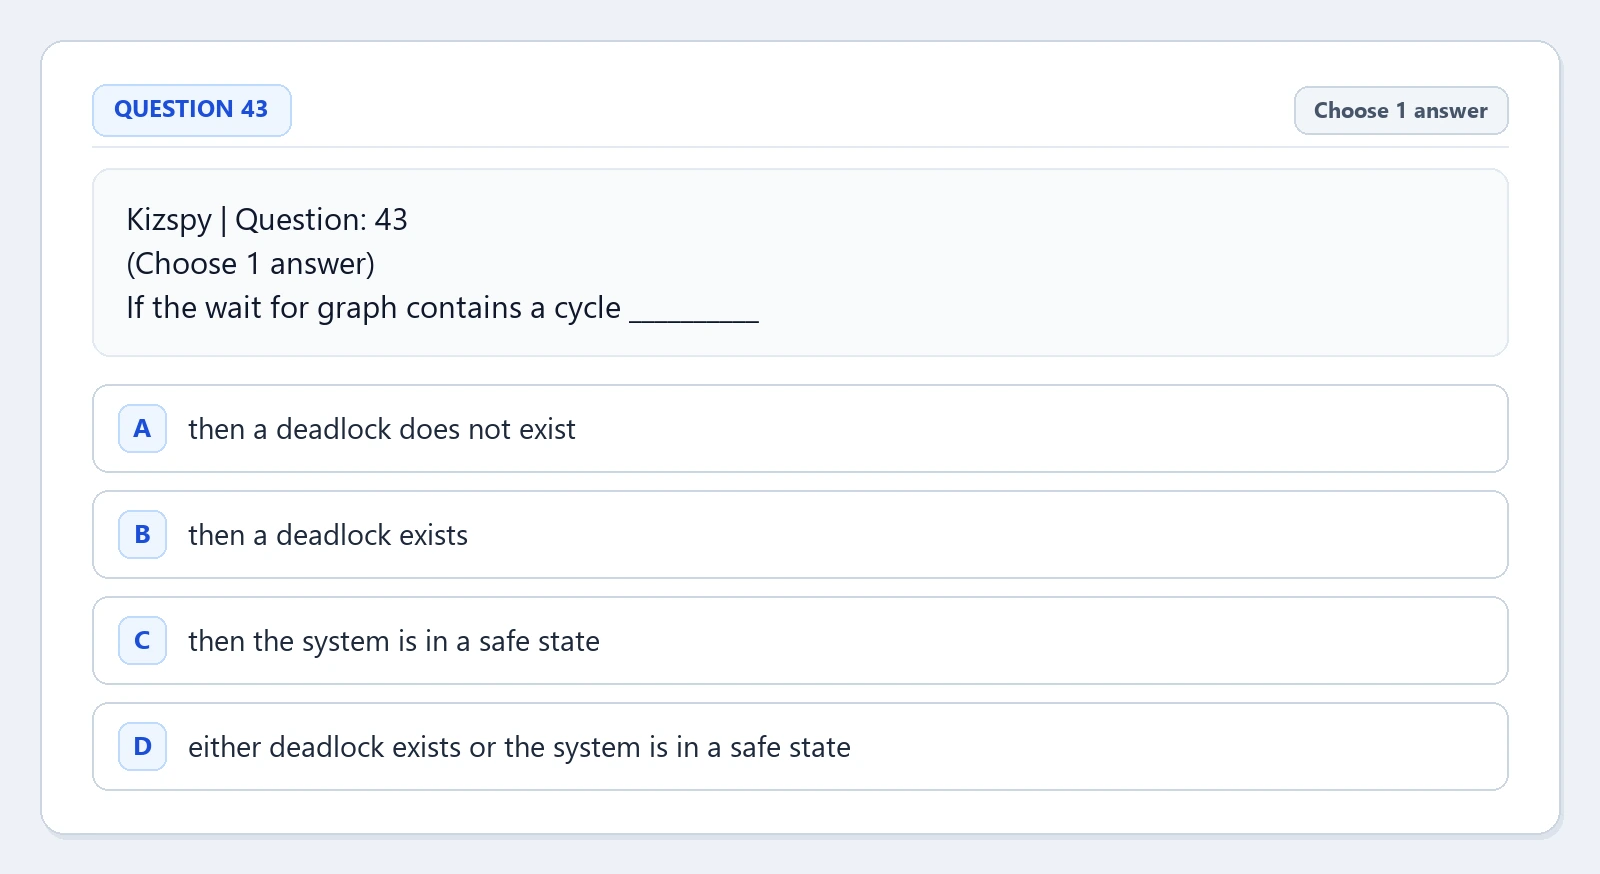 QUESTION 43
Choose 1 answer
Kizspy | Question: 43
(Choose 1 answer)
If the wait for graph contains a cycle __________
A then a deadlock does not exist
B then a deadlock exists
C then the system is in a safe state
D either deadlock exists or the system is in a safe state